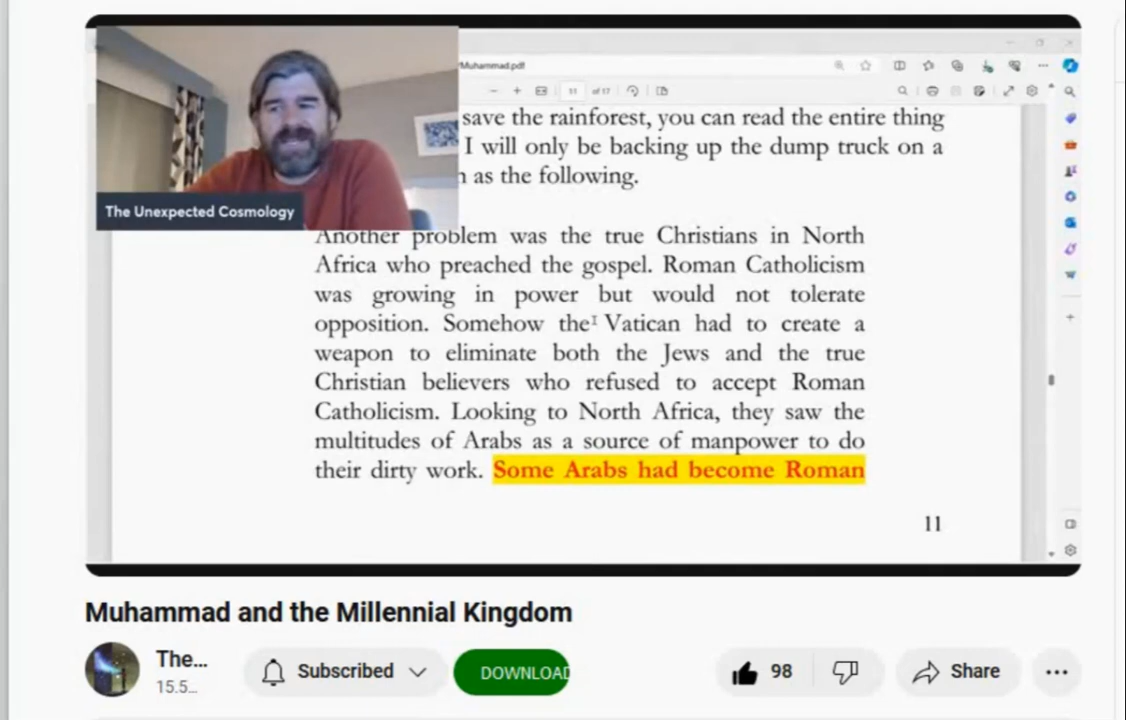 Muhammad.pdf
11 of 17
save the rainforest, you can read the entire thing
I will only be backing up the dump truck on a
as the following.
The Unexpected Cosmology
Another problem was the true Christians in North
Africa who preached the gospel. Roman Catholicism
was growing in power but would not tolerate
opposition. Somehow the Vatican had to create a
weapon to eliminate both the Jews and the true
Christian believers who refused to accept Roman
Catholicism. Looking to North Africa, they saw the
multitudes of Arabs as a source of manpower to do
their dirty work. Some Arabs had become Roman
11
Muhammad and the Millennial Kingdom
The...
15.5...
Subscribed
DOWNLOAD
98
Share